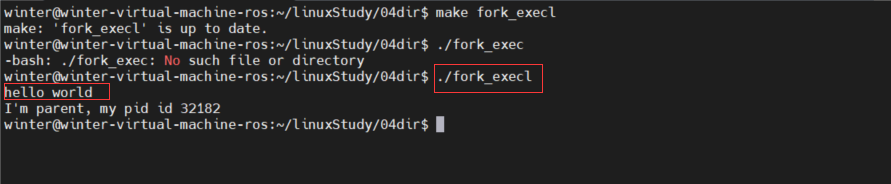 winter@winter-virtual-machine-ros:~/linuxStudy/04dir$ make fork_execl
make: 'fork_execl' is up to date.
winter@winter-virtual-machine-ros:~/linuxStudy/04dir$ ./fork_exec
-bash: ./fork_exec: No such file or directory
winter@winter-virtual-machine-ros:~/linuxStudy/04dir$ ./fork_execl
hello world
I'm parent, my pid id 32182
winter@winter-virtual-machine-ros:~/linuxStudy/04dir$